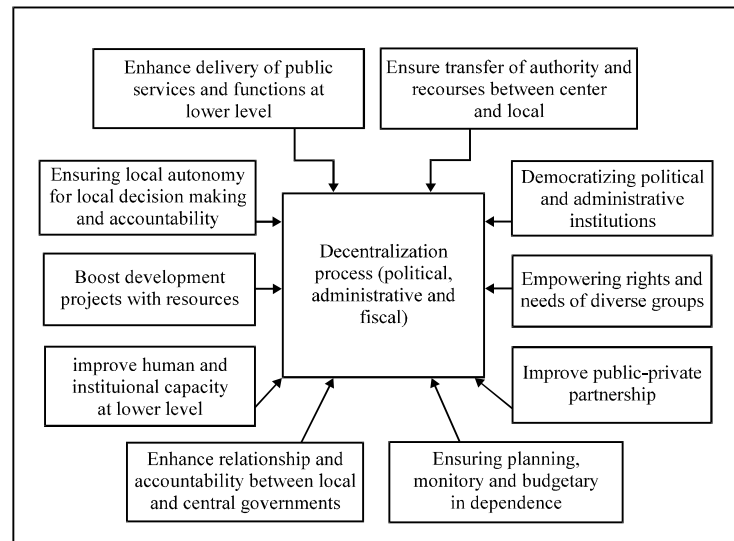 Enhance delivery of public
services and functions at
lower level
Ensure transfer of authority and
recourses between center
and local
Ensuring local autonomy
for local decision making
and accountability
Democratizing political
and administrative
institutions
Decentralization
process (political,
administrative and
fiscal)
Boost development
projects with resources
Empowering rights and
needs of diverse groups
improve human and
instituional capacity
at lower level
Improve public-private
partnership
Enhance relationship and
accountability between local
and central governments
Ensuring planning,
monitory and budgetary
in dependence